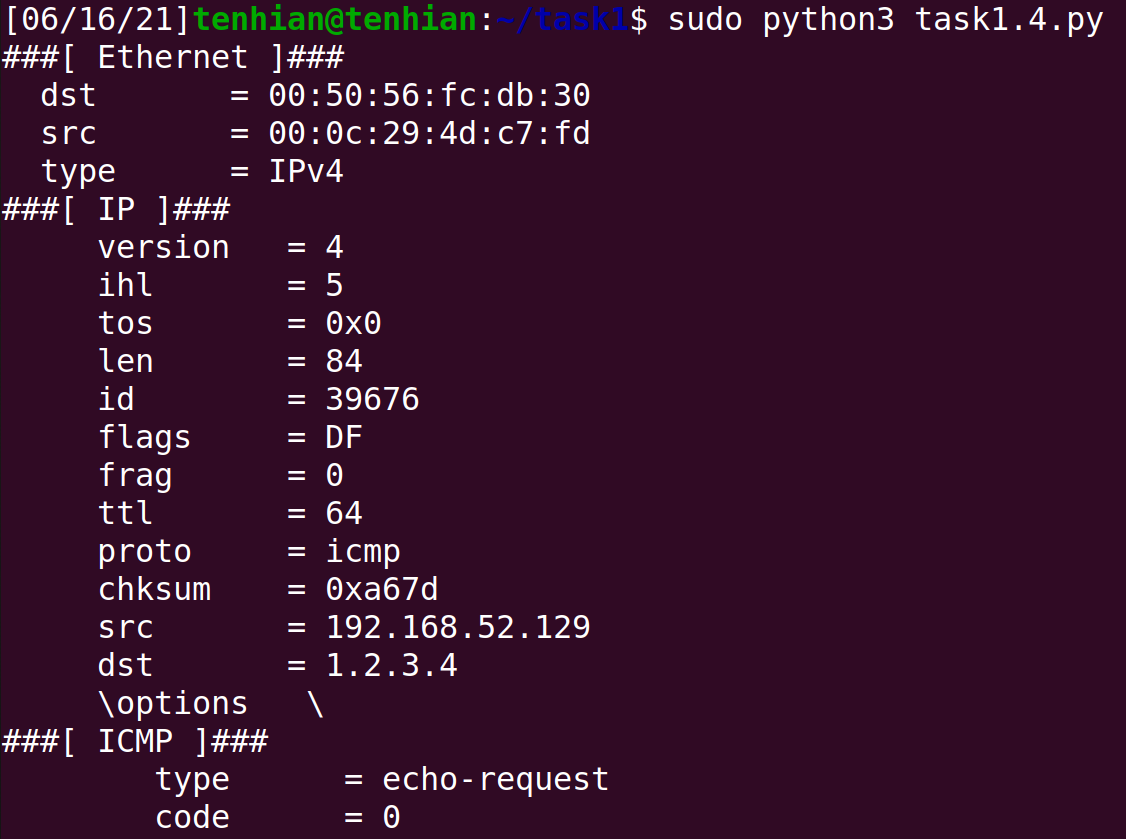 [06/16/21]tenhian@tenhian:~/task1$ sudo python3 task1.4.py
###[ Ethernet ]###
  dst       = 00:50:56:fc:db:30
  src       = 00:0c:29:4d:c7:fd
  type      = IPv4
###[ IP ]###
     version   = 4
     ihl       = 5
     tos       = 0x0
     len       = 84
     id        = 39676
     flags     = DF
     frag      = 0
     ttl       = 64
     proto     = icmp
     chksum    = 0xa67d
     src       = 192.168.52.129
     dst       = 1.2.3.4
     \options   \
###[ ICMP ]###
        type      = echo-request
        code      = 0